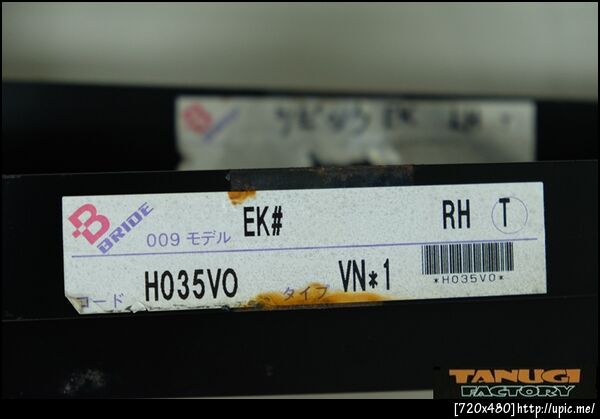 BRIDE 009 モデル EK# RH T
コード H035VO タイプ VN*1 *H035VO*
TANUGI
FACTORY
[720x480]http://upic.me/